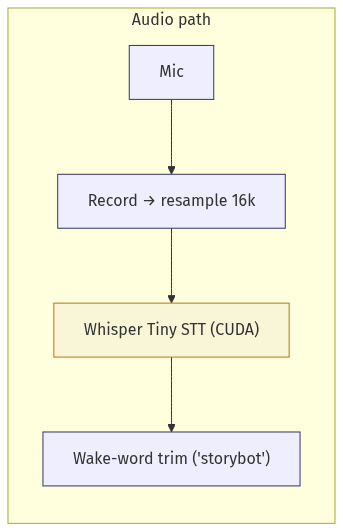 Audio path
Mic
Record → resample 16k
Whisper Tiny STT (CUDA)
Wake-word trim ('storybot')